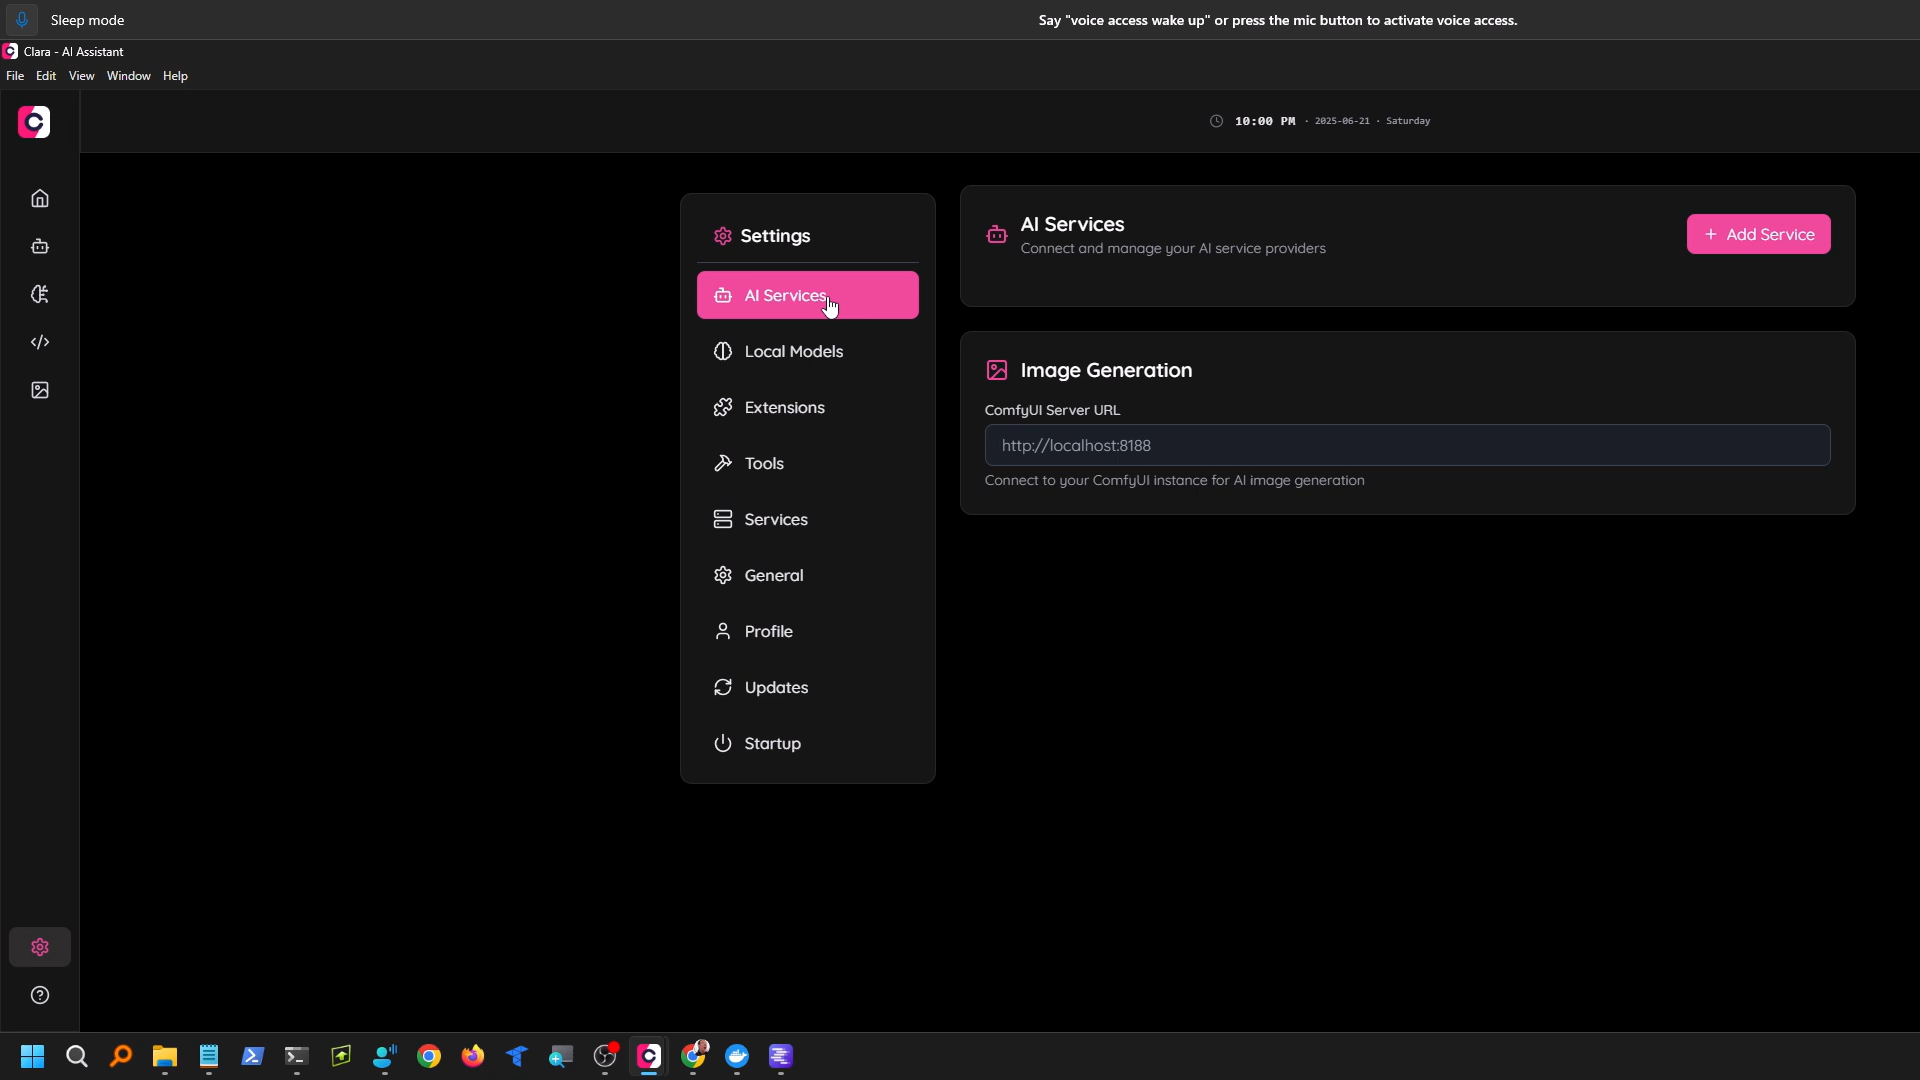 Sleep mode
Say "voice access wake up" or press the mic button to activate voice access.
Clara - AI Assistant
File Edit View Window Help
10:00 PM · 2025-06-21 · Saturday
Settings
AI Services
Local Models
Extensions
Tools
Services
General
Profile
Updates
Startup
AI Services
Connect and manage your AI service providers
+ Add Service
Image Generation
ComfyUI Server URL
http://localhost:8188
Connect to your ComfyUI instance for AI image generation